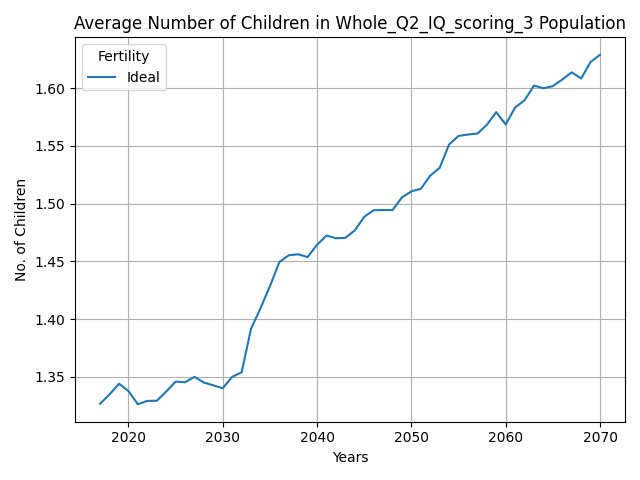 Average Number of Children in Whole_Q2_IQ_scoring_3 Population
Fertility
Ideal
No. of Children
1.60
1.55
1.50
1.45
1.40
1.35
2020 2030 2040 2050 2060 2070
Years